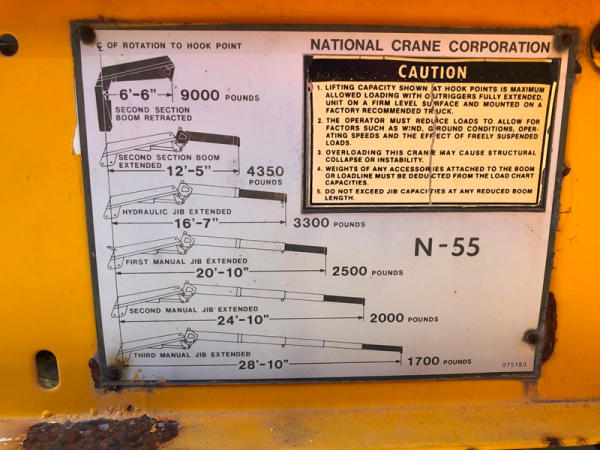 ℄ OF ROTATION TO HOOK POINT
NATIONAL CRANE CORPORATION
6'-6" 9000 POUNDS
SECOND SECTION
BOOM RETRACTED
SECOND SECTION BOOM
EXTENDED
12'-5" 4350
POUNDS
HYDRAULIC JIB EXTENDED
16'-7" 3300 POUNDS
FIRST MANUAL JIB EXTENDED
20'-10" 2500 POUNDS
SECOND MANUAL JIB EXTENDED
24'-10" 2000 POUNDS
THIRD MANUAL JIB EXTENDED
28'-10" 1700 POUNDS
CAUTION
1. LIFTING CAPACITY SHOWN AT HOOK POINTS IS MAXIMUM
ALLOWED LOADING WITH OUTRIGGERS FULLY EXTENDED,
UNIT ON A FIRM LEVEL SURFACE AND MOUNTED ON A
FACTORY RECOMMENDED TRUCK.
2. THE OPERATOR MUST REDUCE LOADS TO ALLOW FOR
FACTORS SUCH AS WIND, GROUND CONDITIONS, OPER-
ATING SPEEDS AND THE EFFECT OF FREELY SUSPENDED
LOADS.
3. OVERLOADING THIS CRANE MAY CAUSE STRUCTURAL
COLLAPSE OR INSTABILITY.
4. WEIGHTS OF ANY ACCESSORIES ATTACHED TO THE BOOM
OR LOADLINE MUST BE DEDUCTED FROM THE LOAD CHART
CAPACITIES.
5. DO NOT EXCEED JIB CAPACITIES AT ANY REDUCED BOOM
LENGTH.
N-55
875193